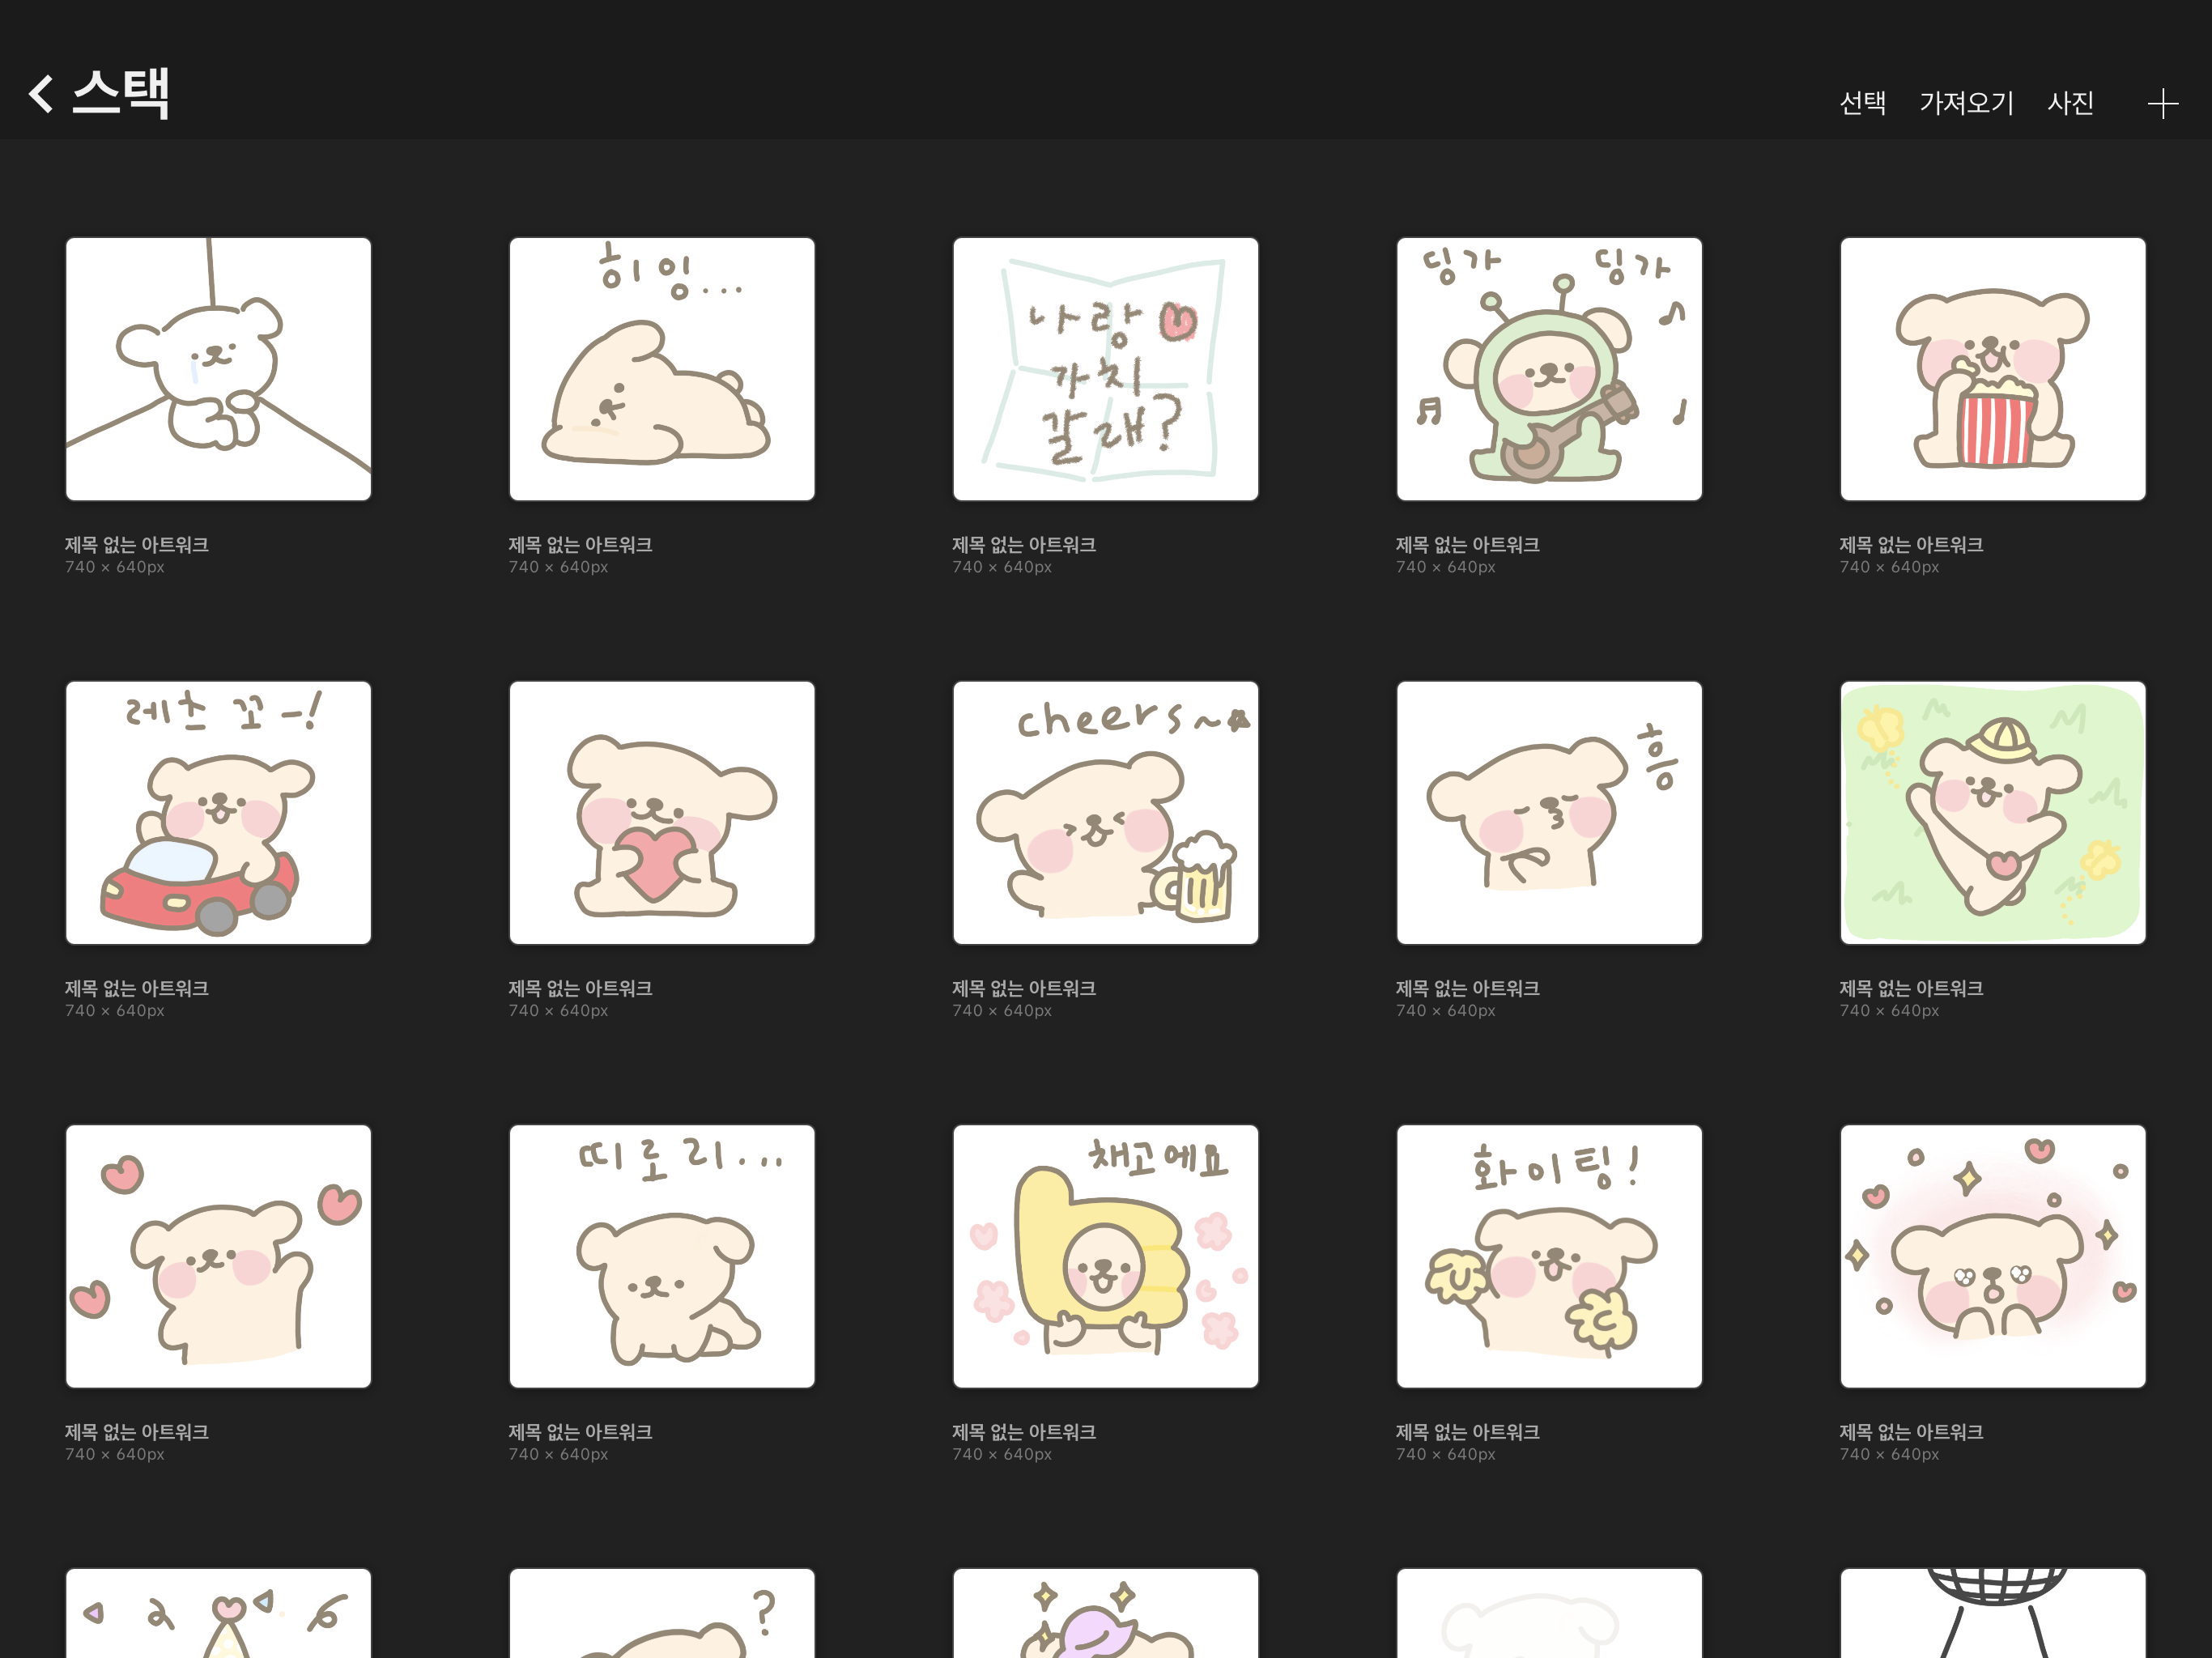 스택
선택 가져오기 사진
히잉...
나랑
가치
갈래?
딩가 딩가
제목 없는 아트워크 제목 없는 아트워크 제목 없는 아트워크 제목 없는 아트워크 제목 없는 아트워크
740 × 640px 740 × 640px 740 × 640px 740 × 640px 740 × 640px
레츠꼬-!
cheers~
흥
제목 없는 아트워크 제목 없는 아트워크 제목 없는 아트워크 제목 없는 아트워크 제목 없는 아트워크
740 × 640px 740 × 640px 740 × 640px 740 × 640px 740 × 640px
띠로리...
채고에요
화이팅!
제목 없는 아트워크 제목 없는 아트워크 제목 없는 아트워크 제목 없는 아트워크 제목 없는 아트워크
740 × 640px 740 × 640px 740 × 640px 740 × 640px 740 × 640px
?